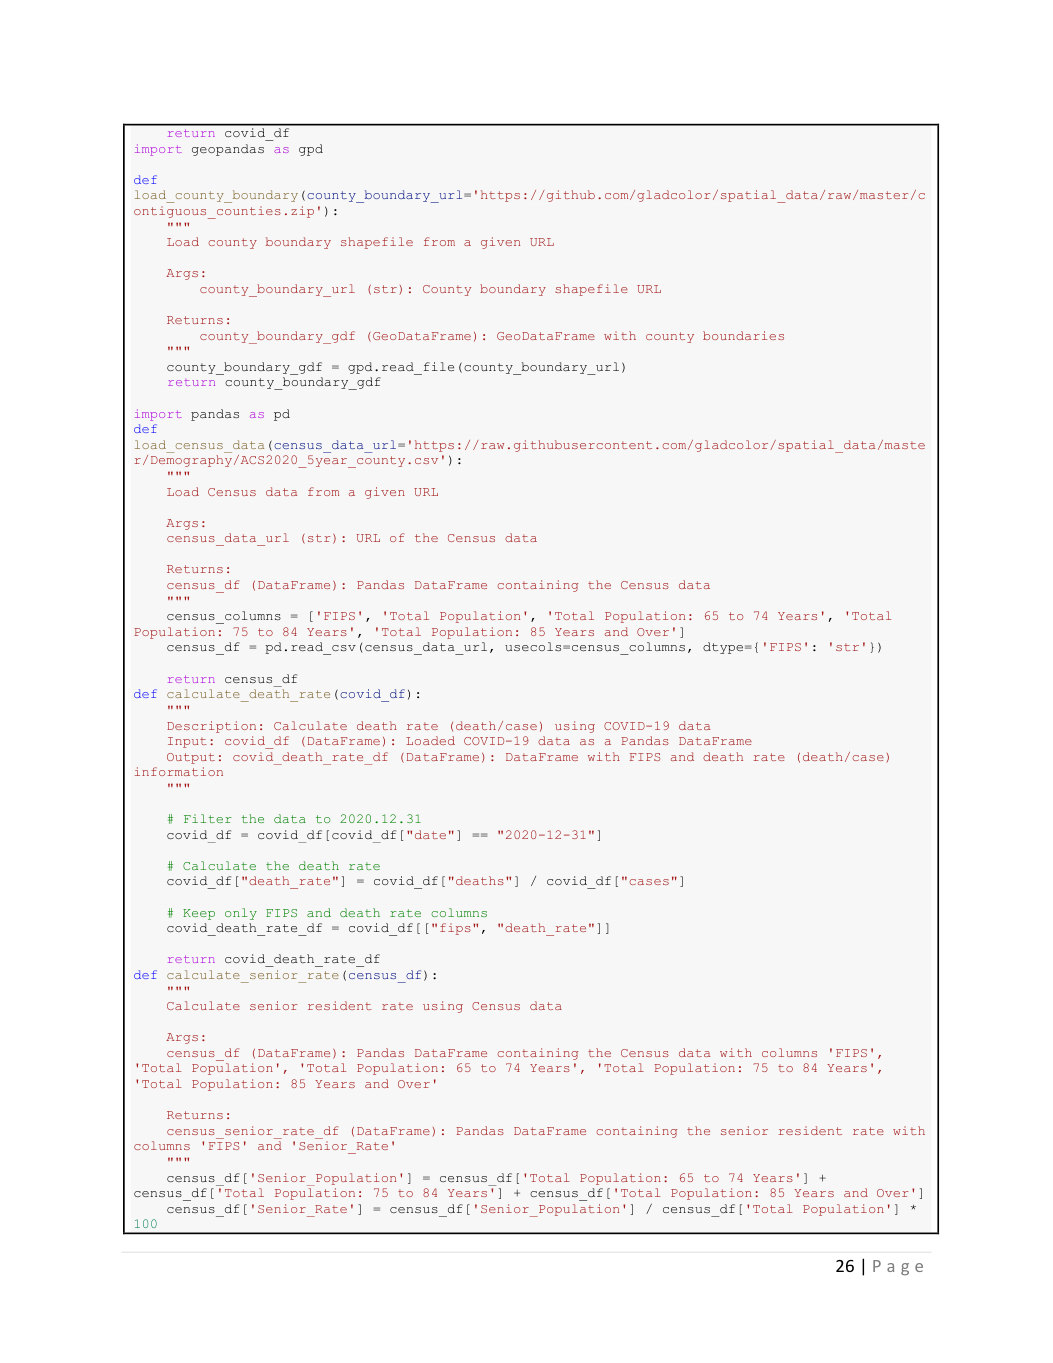 return covid_df
import geopandas as gpd

def
load_county_boundary(county_boundary_url='https://github.com/gladcolor/spatial_data/raw/master/c
ontiguous_counties.zip'):
    """
    Load county boundary shapefile from a given URL

    Args:
        county_boundary_url (str): County boundary shapefile URL

    Returns:
        county_boundary_gdf (GeoDataFrame): GeoDataFrame with county boundaries
    """
    county_boundary_gdf = gpd.read_file(county_boundary_url)
    return county_boundary_gdf

import pandas as pd
def
load_census_data(census_data_url='https://raw.githubusercontent.com/gladcolor/spatial_data/maste
r/Demography/ACS2020_5year_county.csv'):
    """
    Load Census data from a given URL

    Args:
    census_data_url (str): URL of the Census data

    Returns:
    census_df (DataFrame): Pandas DataFrame containing the Census data
    """
    census_columns = ['FIPS', 'Total Population', 'Total Population: 65 to 74 Years', 'Total
Population: 75 to 84 Years', 'Total Population: 85 Years and Over']
    census_df = pd.read_csv(census_data_url, usecols=census_columns, dtype={'FIPS': 'str'})

    return census_df
def calculate_death_rate(covid_df):
    """
    Description: Calculate death rate (death/case) using COVID-19 data
    Input: covid_df (DataFrame): Loaded COVID-19 data as a Pandas DataFrame
    Output: covid_death_rate_df (DataFrame): DataFrame with FIPS and death rate (death/case)
information
    """

    # Filter the data to 2020.12.31
    covid_df = covid_df[covid_df["date"] == "2020-12-31"]

    # Calculate the death rate
    covid_df["death_rate"] = covid_df["deaths"] / covid_df["cases"]

    # Keep only FIPS and death rate columns
    covid_death_rate_df = covid_df[["fips", "death_rate"]]

    return covid_death_rate_df
def calculate_senior_rate(census_df):
    """
    Calculate senior resident rate using Census data

    Args:
    census_df (DataFrame): Pandas DataFrame containing the Census data with columns 'FIPS',
'Total Population', 'Total Population: 65 to 74 Years', 'Total Population: 75 to 84 Years',
'Total Population: 85 Years and Over'

    Returns:
    census_senior_rate_df (DataFrame): Pandas DataFrame containing the senior resident rate with
columns 'FIPS' and 'Senior_Rate'
    """
    census_df['Senior_Population'] = census_df['Total Population: 65 to 74 Years'] +
census_df['Total Population: 75 to 84 Years'] + census_df['Total Population: 85 Years and Over']
    census_df['Senior_Rate'] = census_df['Senior_Population'] / census_df['Total Population'] *
100
26 | P a g e